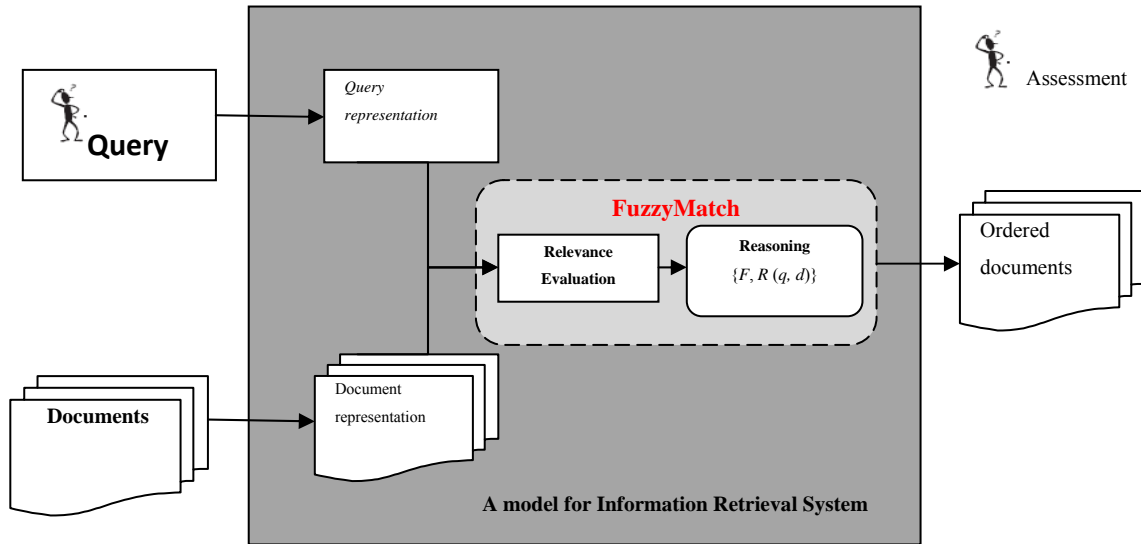 Query
Query
representation
Assessment
FuzzyMatch
Relevance
Evaluation
Reasoning
{F, R (q, d)}
Ordered
documents
Documents
Document
representation
A model for Information Retrieval System